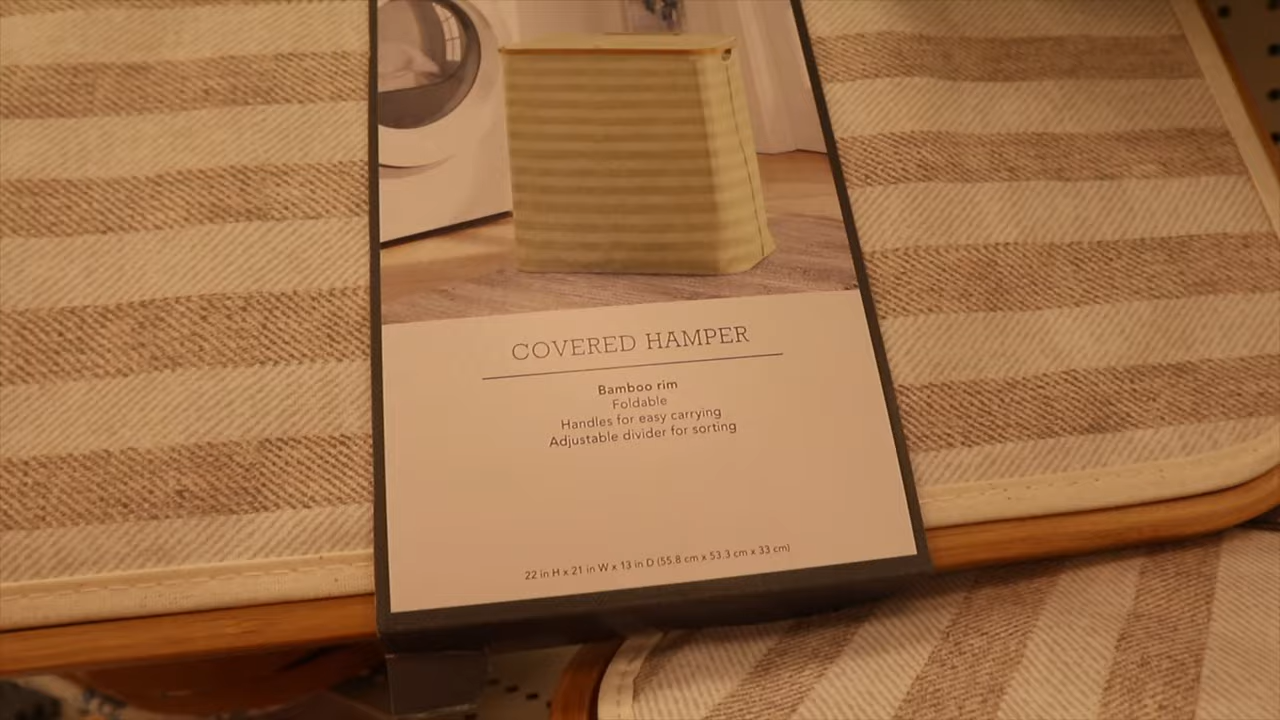 COVERED HAMPER
Bamboo rim
Foldable
Handles for easy carrying
Adjustable divider for sorting
22 in H x 21 in W x 13 in D (55.8 cm x 53.3 cm x 33 cm)